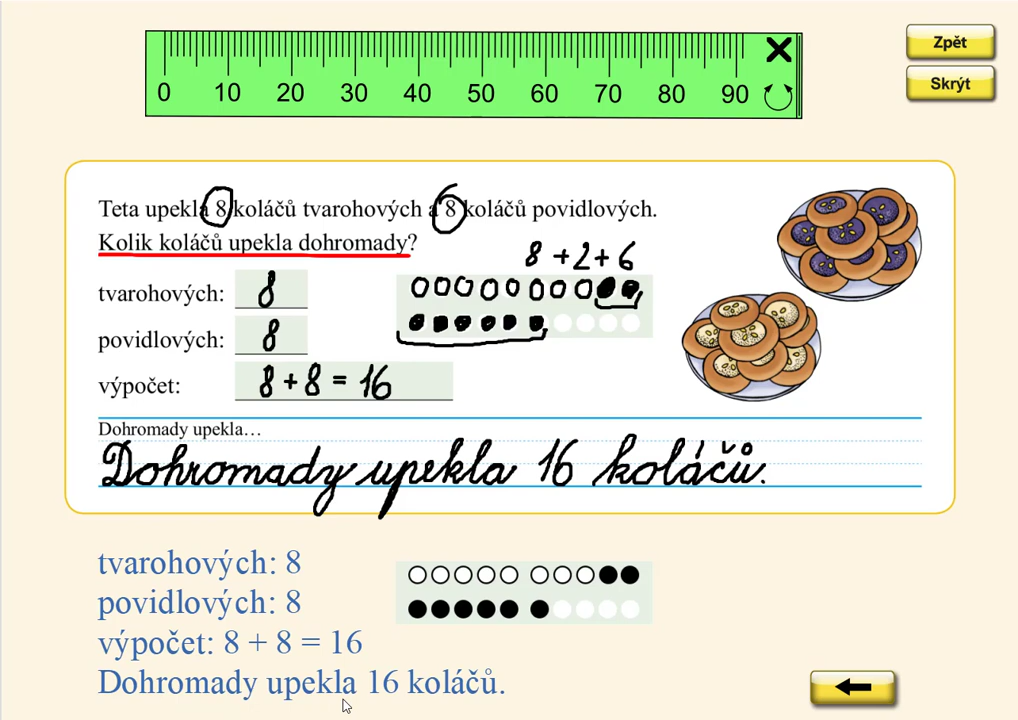 Zpět
Skrýt
0 10 20 30 40 50 60 70 80 90
Teta upekla 8 koláčů tvarohových a 8 koláčů povidlových.
6
Kolik koláčů upekla dohromady?
8 + 2 + 6
tvarohových: 8
povidlových: 8
výpočet: 8 + 8 = 16
Dohromady upekla…
Dohromady upekla 16 koláčů.
tvarohových: 8
povidlových: 8
výpočet: 8 + 8 = 16
Dohromady upekla 16 koláčů.